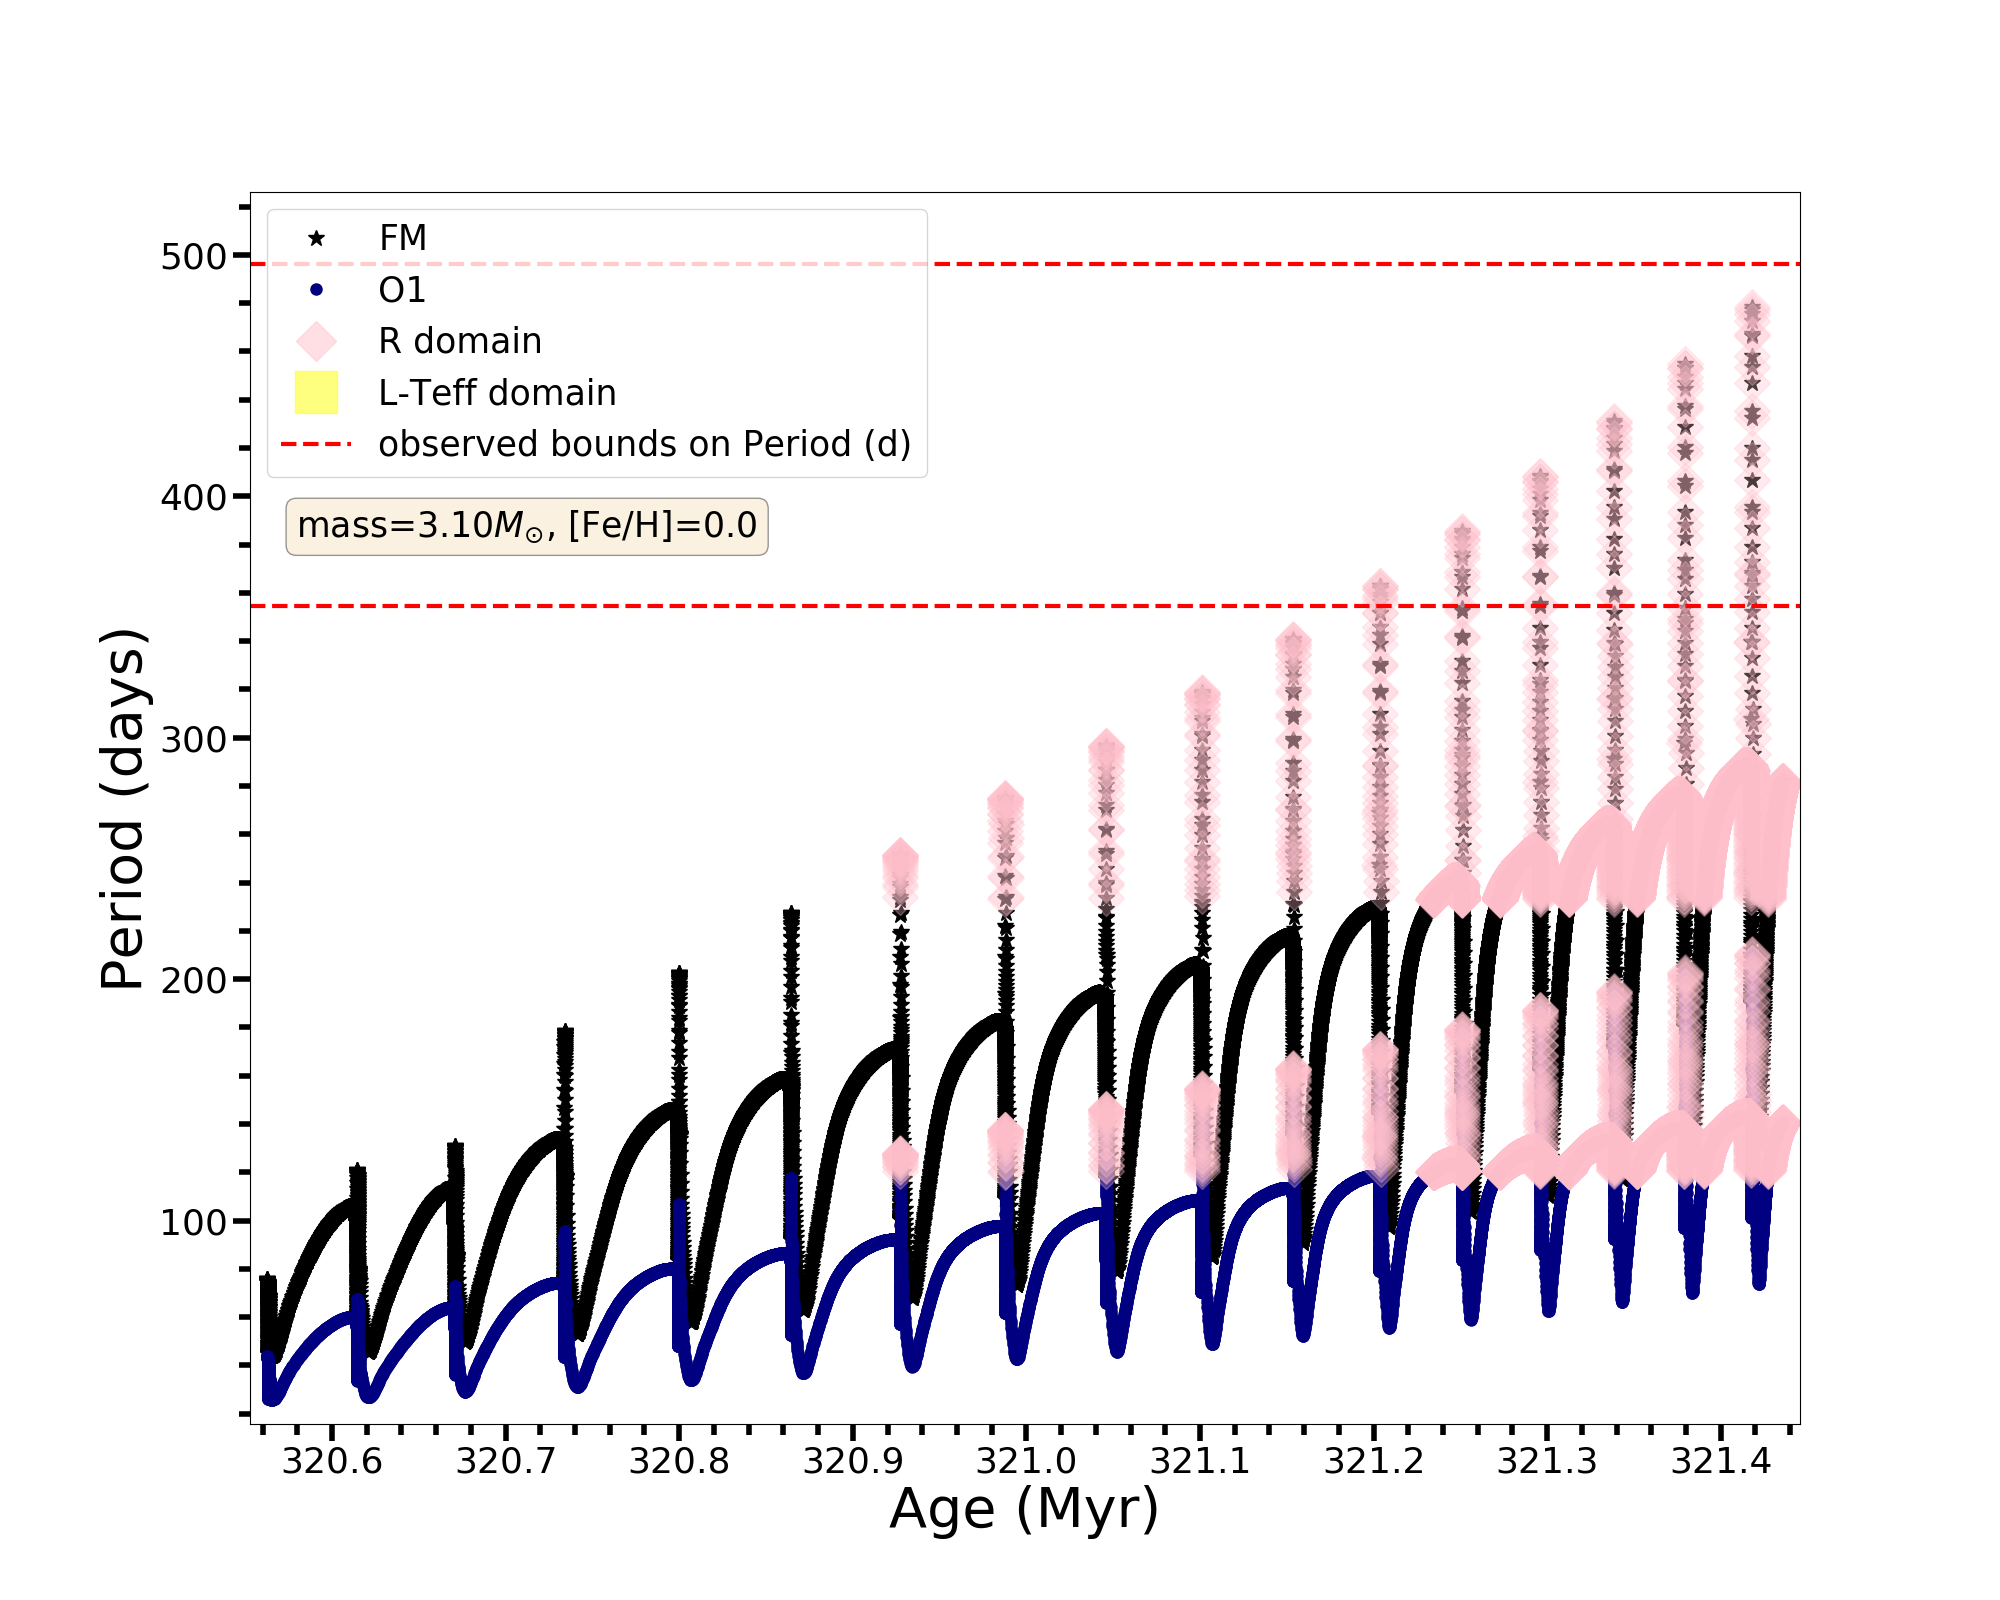 FM
O1
R domain
L-Teff domain
observed bounds on Period (d)
mass=3.10M⊙, [Fe/H]=0.0
500
400
300
200
100
Period (days)
320.6 320.7 320.8 320.9 321.0 321.1 321.2 321.3 321.4
Age (Myr)